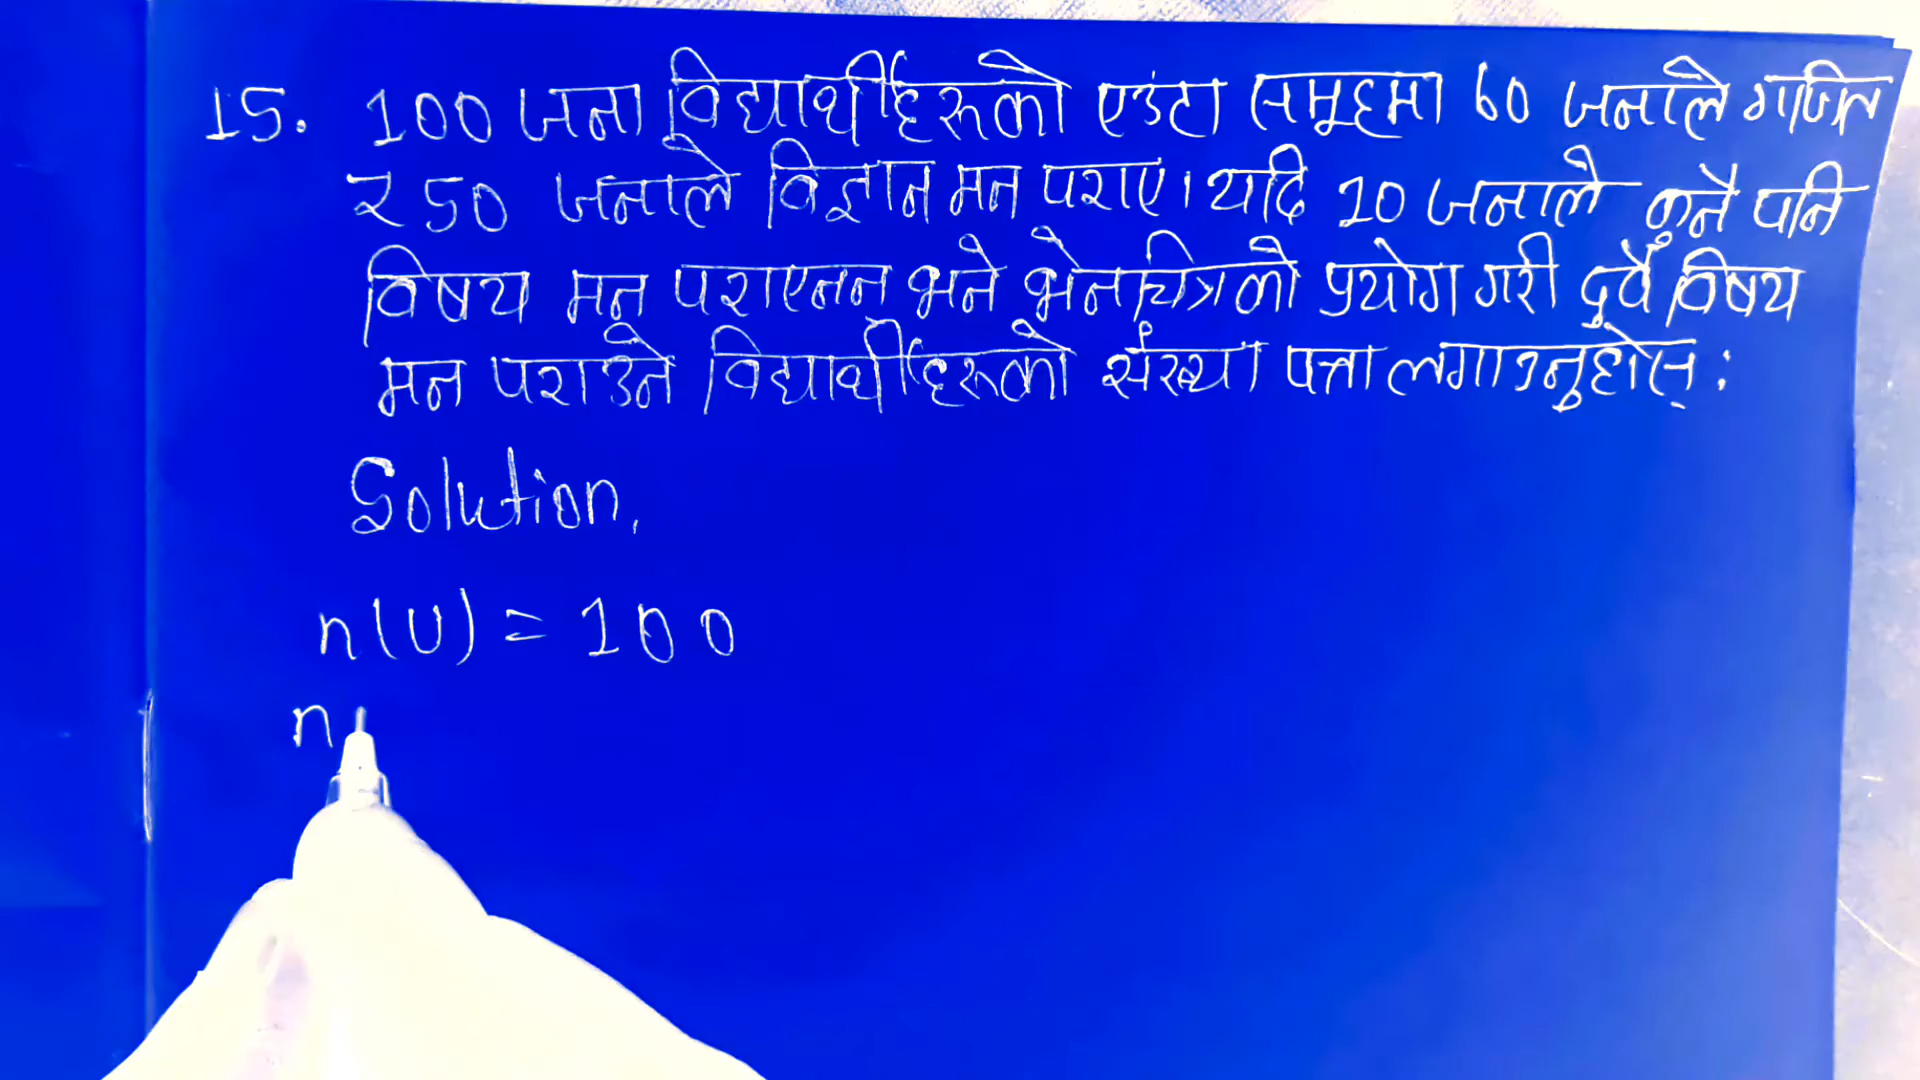 15. 100 जना विद्यार्थीहरूको एउटा समूहमा 60 जनाले गणित
र 50 जनाले विज्ञान मन पराए। यदि 10 जनाले कुनै पनि
विषय मन पराएनन् भने भेनचित्रको प्रयोग गरी दुवै विषय
मन पराउने विद्यार्थीहरूको संख्या पत्ता लगाउनुहोस् :
Solution,
n(U) = 100
n